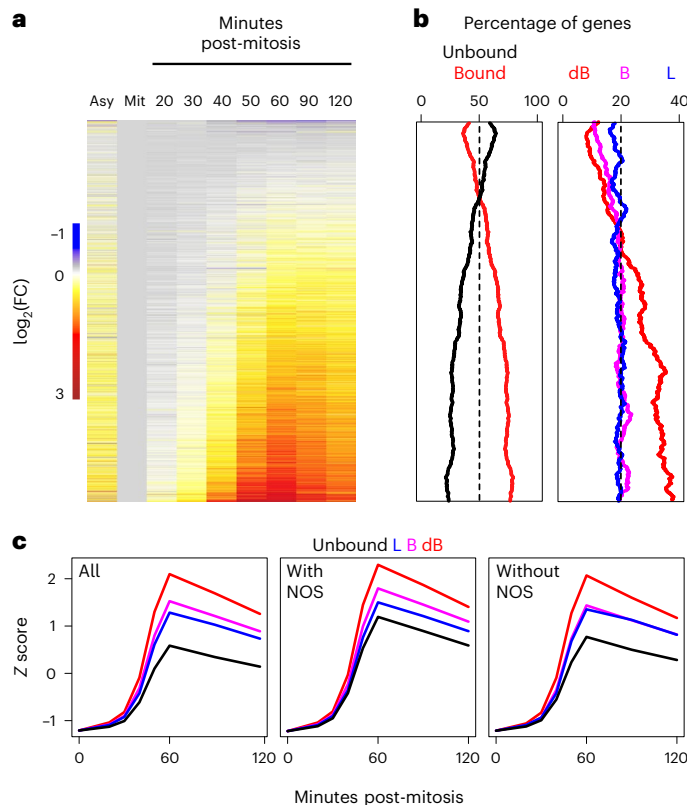 a
Minutes
post-mitosis
Asy Mit 20 30 40 50 60 90 120
–1
0
3
log2(FC)
b
Percentage of genes
Unbound
Bound
0 50 100
dB B L
0 20 40
c
Unbound L B dB
All
With
NOS
Without
NOS
2
1
0
–1
Z score
0 60 120
0 60 120
0 60 120
Minutes post-mitosis